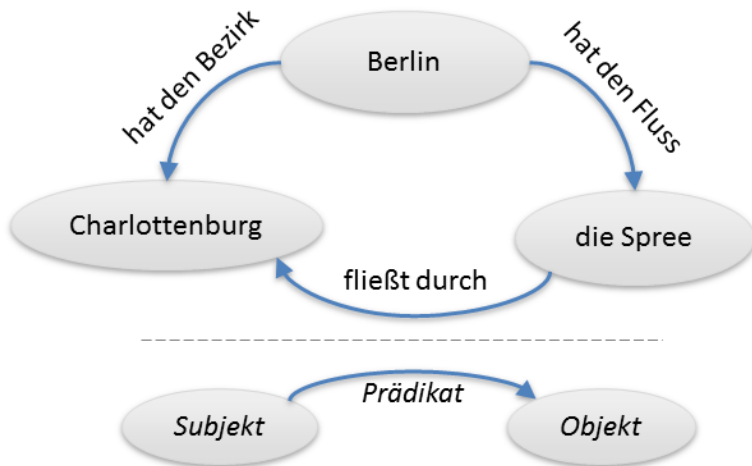 Berlin
hat den Bezirk
hat den Fluss
Charlottenburg
die Spree
fließt durch
Prädikat
Subjekt
Objekt